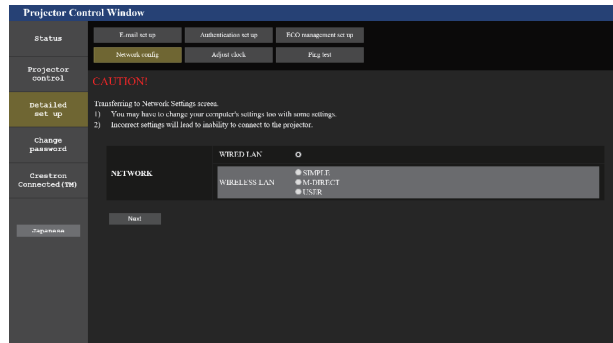 Projector Control Window
Status
E-mail set up
Authentication set up
ECO management set up
Network config
Adjust clock
Ping test
Projector
control
Detailed
set up
Change
password
Crestron
Connected(TM)
Japanese
CAUTION!
Transferring to Network Settings screen.
1) You may have to change your computer's settings too with some settings.
2) Incorrect settings will lead to inability to connect to the projector.
NETWORK
WIRED LAN
WIRELESS LAN
SIMPLE
M-DIRECT
USER
Next